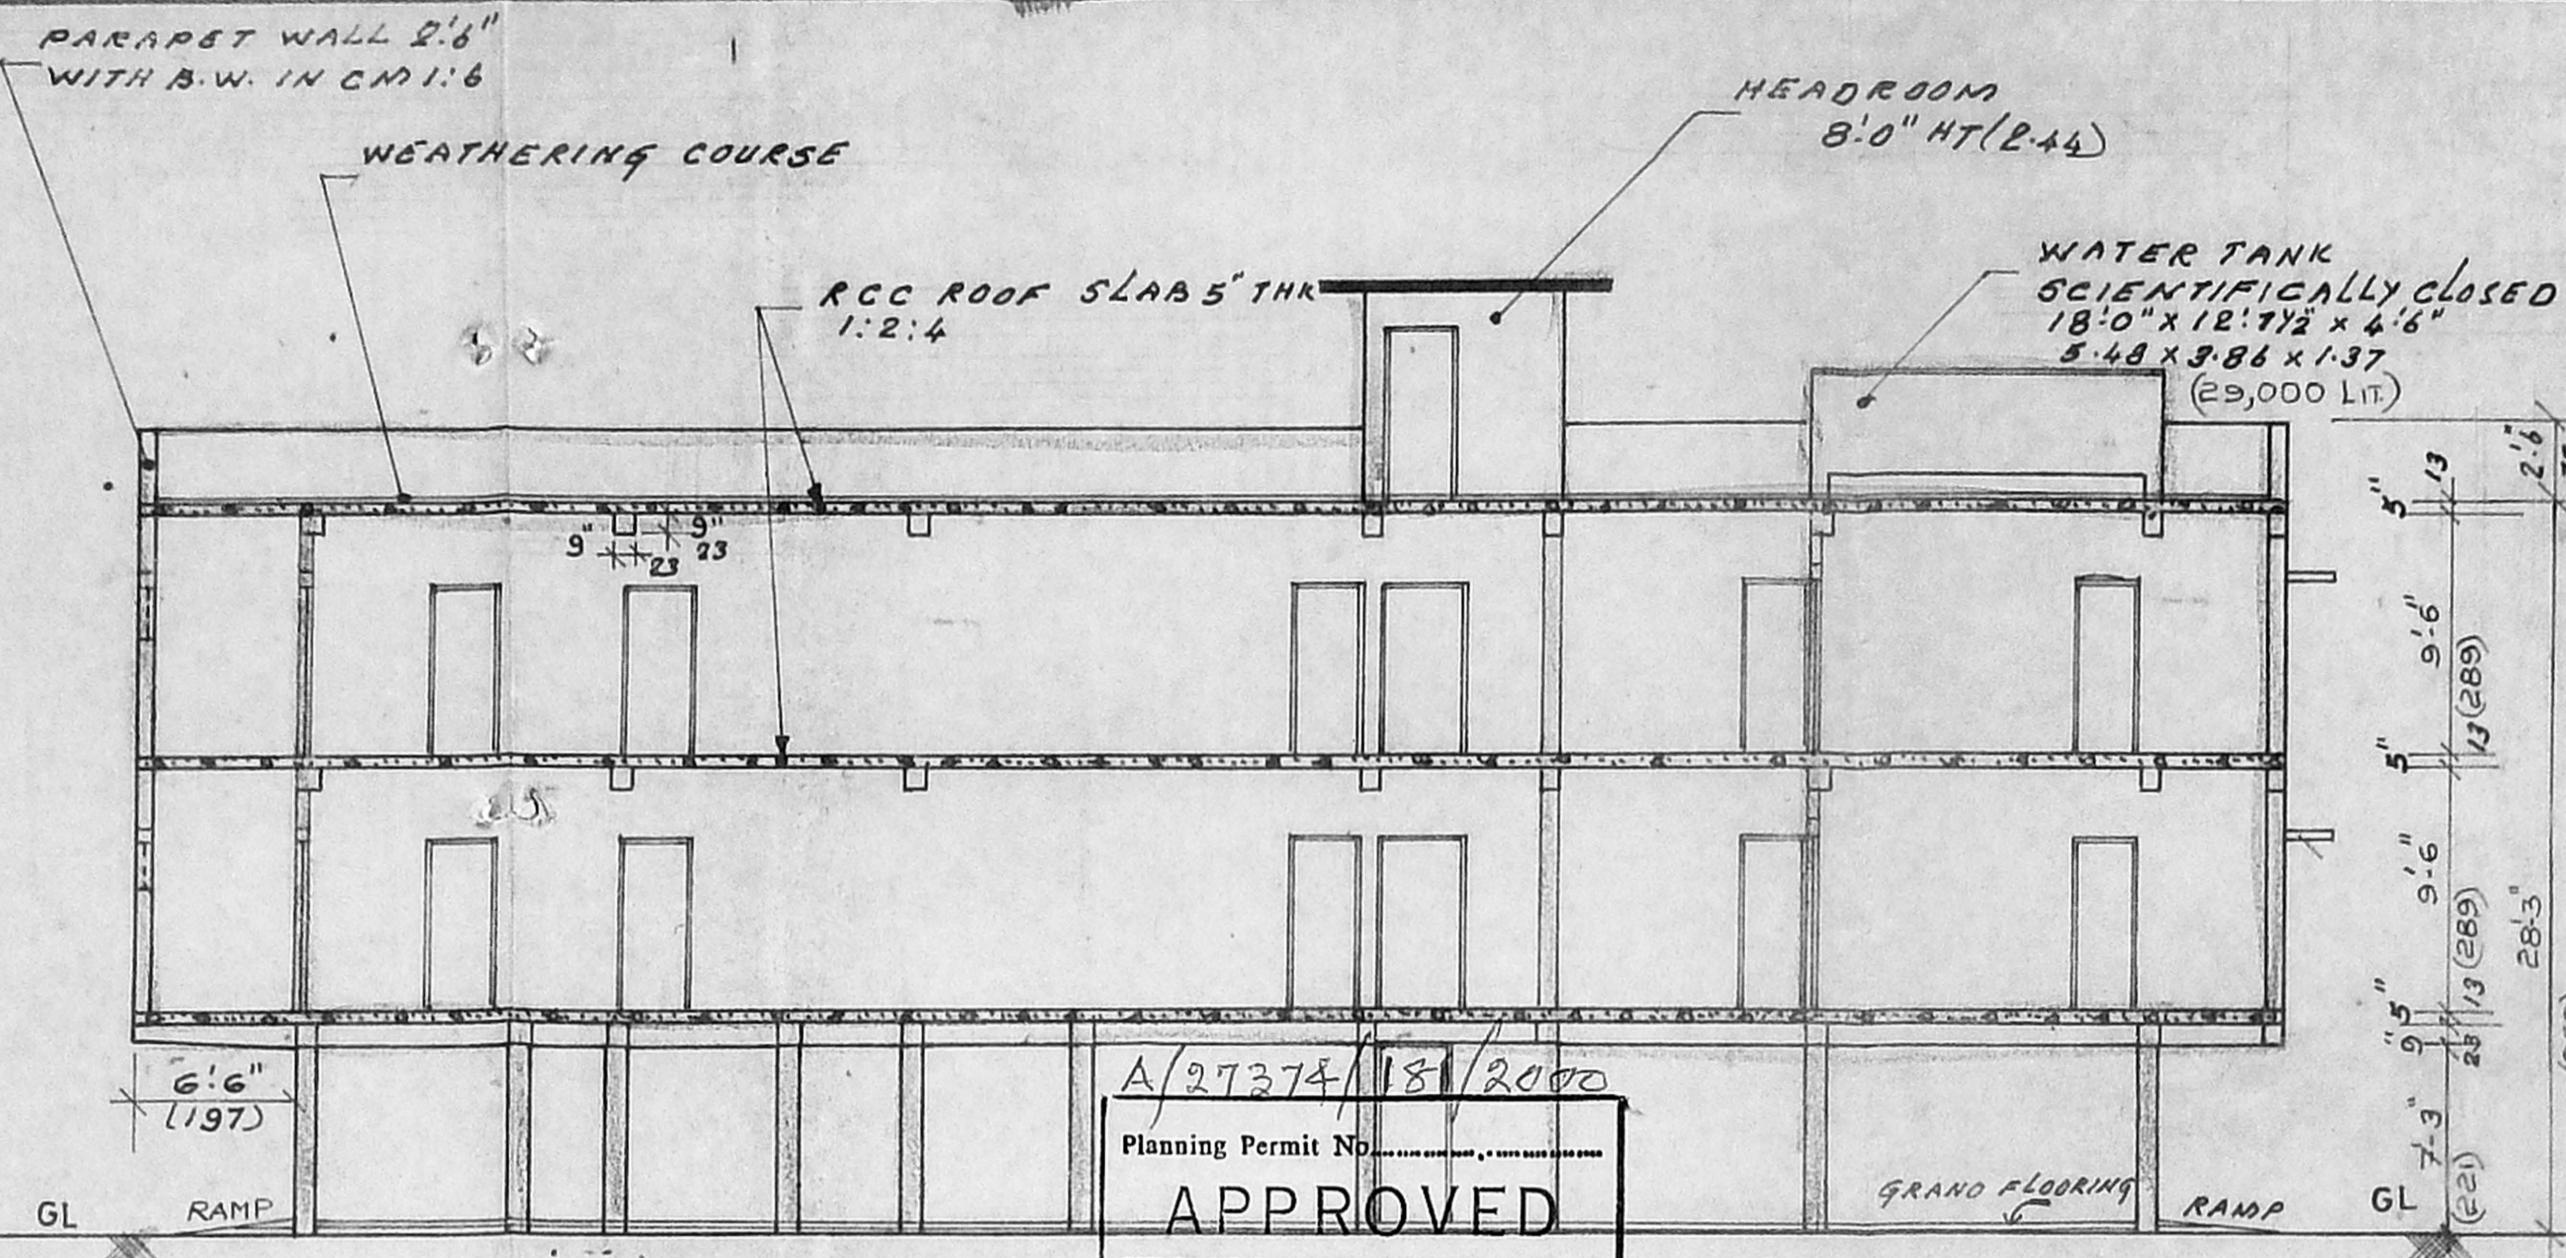 PARAPET WALL 2'.6"
WITH B.W. IN CM 1:6
WEATHERING COURSE
HEADROOM
8'.0" HT (2.44)
WATER TANK
SCIENTIFICALLY CLOSED
18'.0" X 12'.7½" X 4'.6"
5.48 X 3.86 X 1.37
(29,000 LIT.)
RCC ROOF SLAB 5" THK
1:2:4
9"
23
9"
23
2'.6"
5"
13
9'-6"
(289)
5"
13
9'-6"
(289)
5"
13
9"
23
7'-3"
(221)
28'-3"
6'.6"
(197)
A/27374/181/2000
Planning Permit No
APPROVED
GL
RAMP
GRANO FLOORING
RAMP
GL